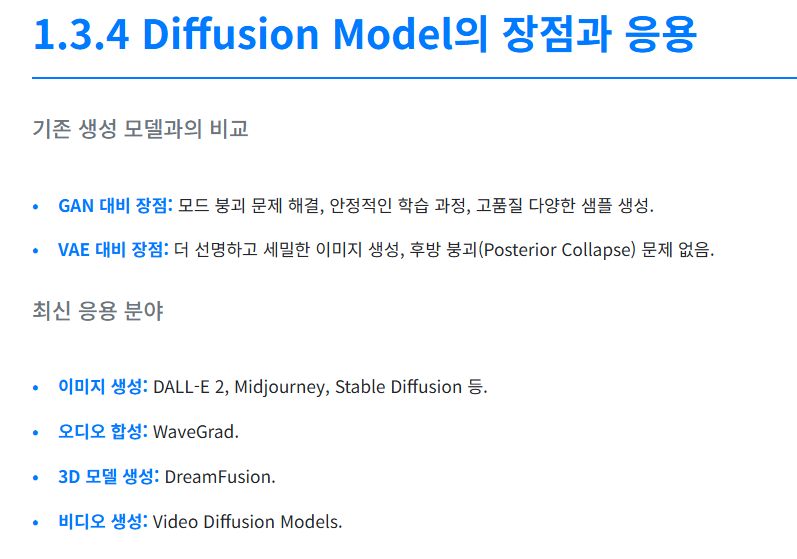 1.3.4 Diffusion Model의 장점과 응용
기존 생성 모델과의 비교
• GAN 대비 장점: 모드 붕괴 문제 해결, 안정적인 학습 과정, 고품질 다양한 샘플 생성.
• VAE 대비 장점: 더 선명하고 세밀한 이미지 생성, 후방 붕괴(Posterior Collapse) 문제 없음.
최신 응용 분야
• 이미지 생성: DALL-E 2, Midjourney, Stable Diffusion 등.
• 오디오 합성: WaveGrad.
• 3D 모델 생성: DreamFusion.
• 비디오 생성: Video Diffusion Models.